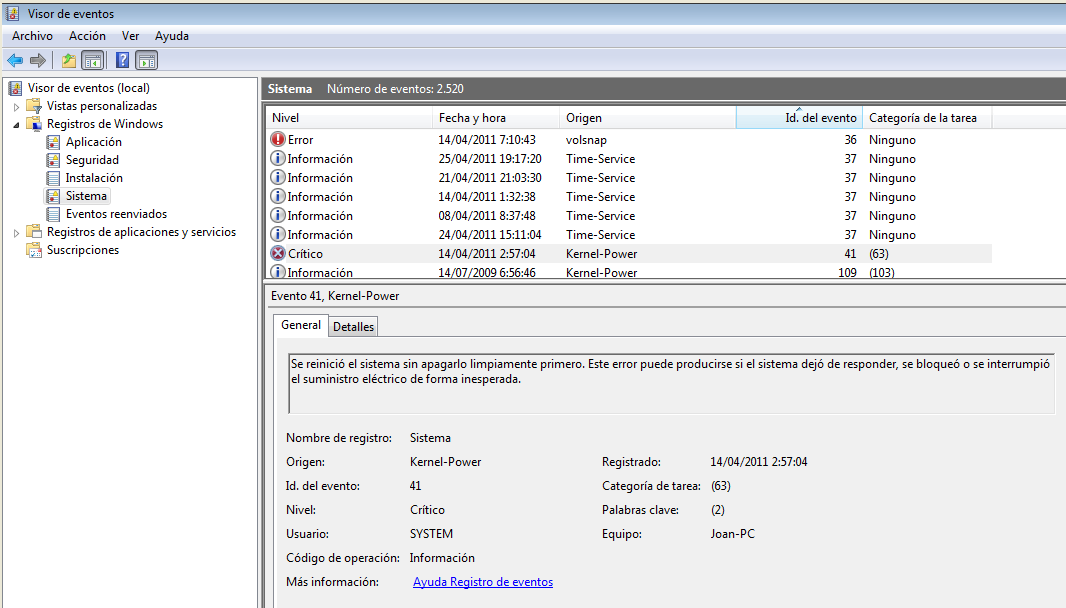 Visor de eventos
Archivo Acción Ver Ayuda
Visor de eventos (local)
Vistas personalizadas
Registros de Windows
Aplicación
Seguridad
Instalación
Sistema
Eventos reenviados
Registros de aplicaciones y servicios
Suscripciones
Sistema Número de eventos: 2.520
Nivel Fecha y hora Origen Id. del evento Categoría de la tarea
Error 14/04/2011 7:10:43 volsnap 36 Ninguno
Información 25/04/2011 19:17:20 Time-Service 37 Ninguno
Información 21/04/2011 21:03:30 Time-Service 37 Ninguno
Información 14/04/2011 1:32:38 Time-Service 37 Ninguno
Información 08/04/2011 8:37:48 Time-Service 37 Ninguno
Información 24/04/2011 15:11:04 Time-Service 37 Ninguno
Crítico 14/04/2011 2:57:04 Kernel-Power 41 (63)
Información 14/07/2009 6:56:46 Kernel-Power 109 (103)
Evento 41, Kernel-Power
General Detalles
Se reinició el sistema sin apagarlo limpiamente primero. Este error puede producirse si el sistema dejó de responder, se bloqueó o se interrumpió
el suministro eléctrico de forma inesperada.
Nombre de registro: Sistema
Origen: Kernel-Power Registrado: 14/04/2011 2:57:04
Id. del evento: 41 Categoría de tarea: (63)
Nivel: Crítico Palabras clave: (2)
Usuario: SYSTEM Equipo: Joan-PC
Código de operación: Información
Más información: Ayuda Registro de eventos